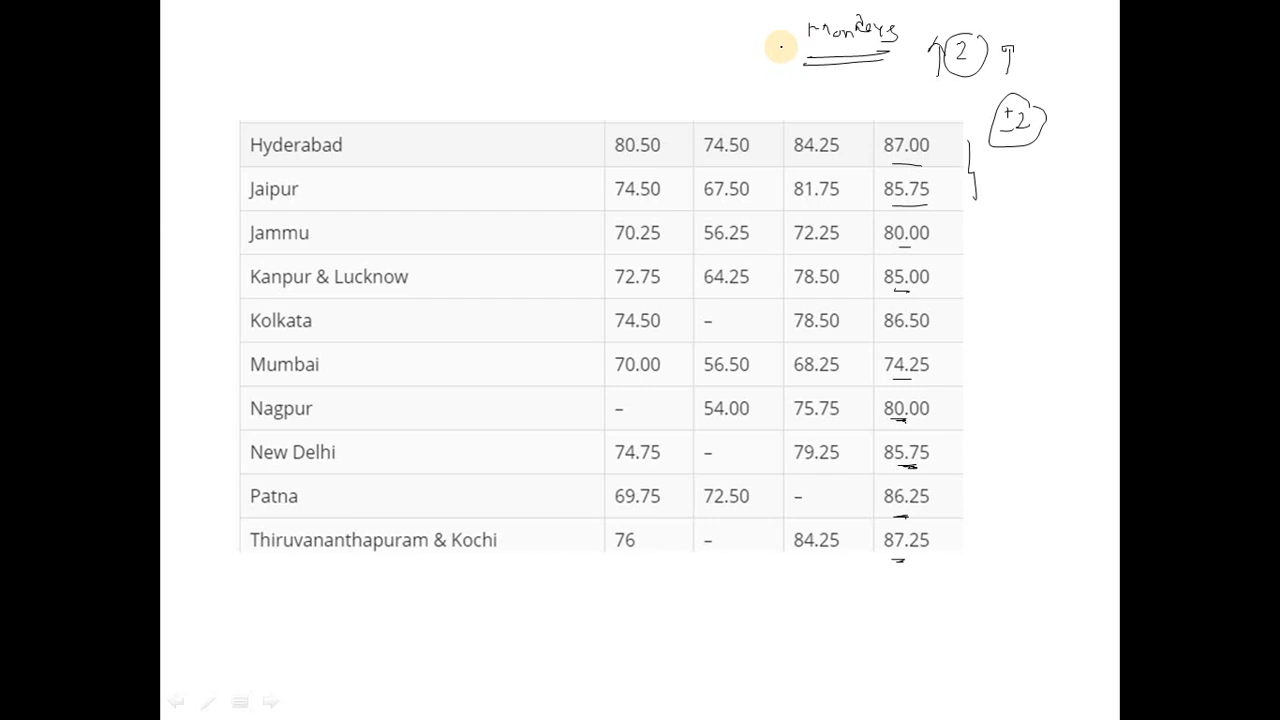 Mondeys
↑ 2 ↑
±2
Hyderabad 80.50 74.50 84.25 87.00
Jaipur 74.50 67.50 81.75 85.75
Jammu 70.25 56.25 72.25 80.00
Kanpur & Lucknow 72.75 64.25 78.50 85.00
Kolkata 74.50 – 78.50 86.50
Mumbai 70.00 56.50 68.25 74.25
Nagpur – 54.00 75.75 80.00
New Delhi 74.75 – 79.25 85.75
Patna 69.75 72.50 – 86.25
Thiruvananthapuram & Kochi 76 – 84.25 87.25